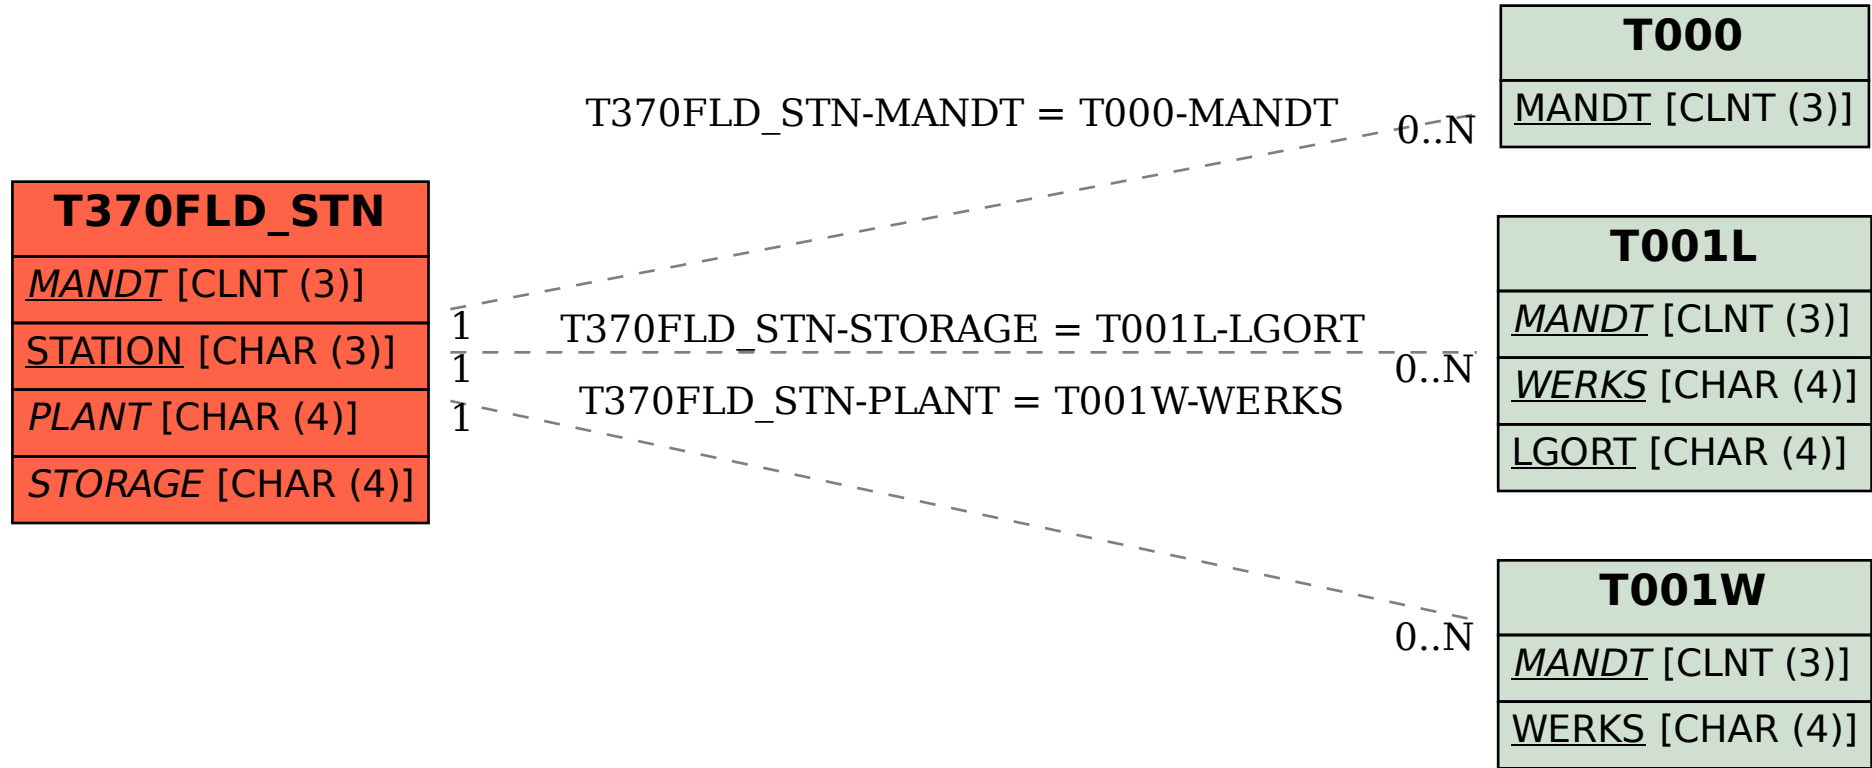 T370FLD_STN
MANDT [CLNT (3)]
STATION [CHAR (3)]
PLANT [CHAR (4)]
STORAGE [CHAR (4)]
T370FLD_STN-MANDT = T000-MANDT
0..N
1
T370FLD_STN-STORAGE = T001L-LGORT
0..N
1
T370FLD_STN-PLANT = T001W-WERKS
0..N
1
T000
MANDT [CLNT (3)]
T001L
MANDT [CLNT (3)]
WERKS [CHAR (4)]
LGORT [CHAR (4)]
T001W
MANDT [CLNT (3)]
WERKS [CHAR (4)]